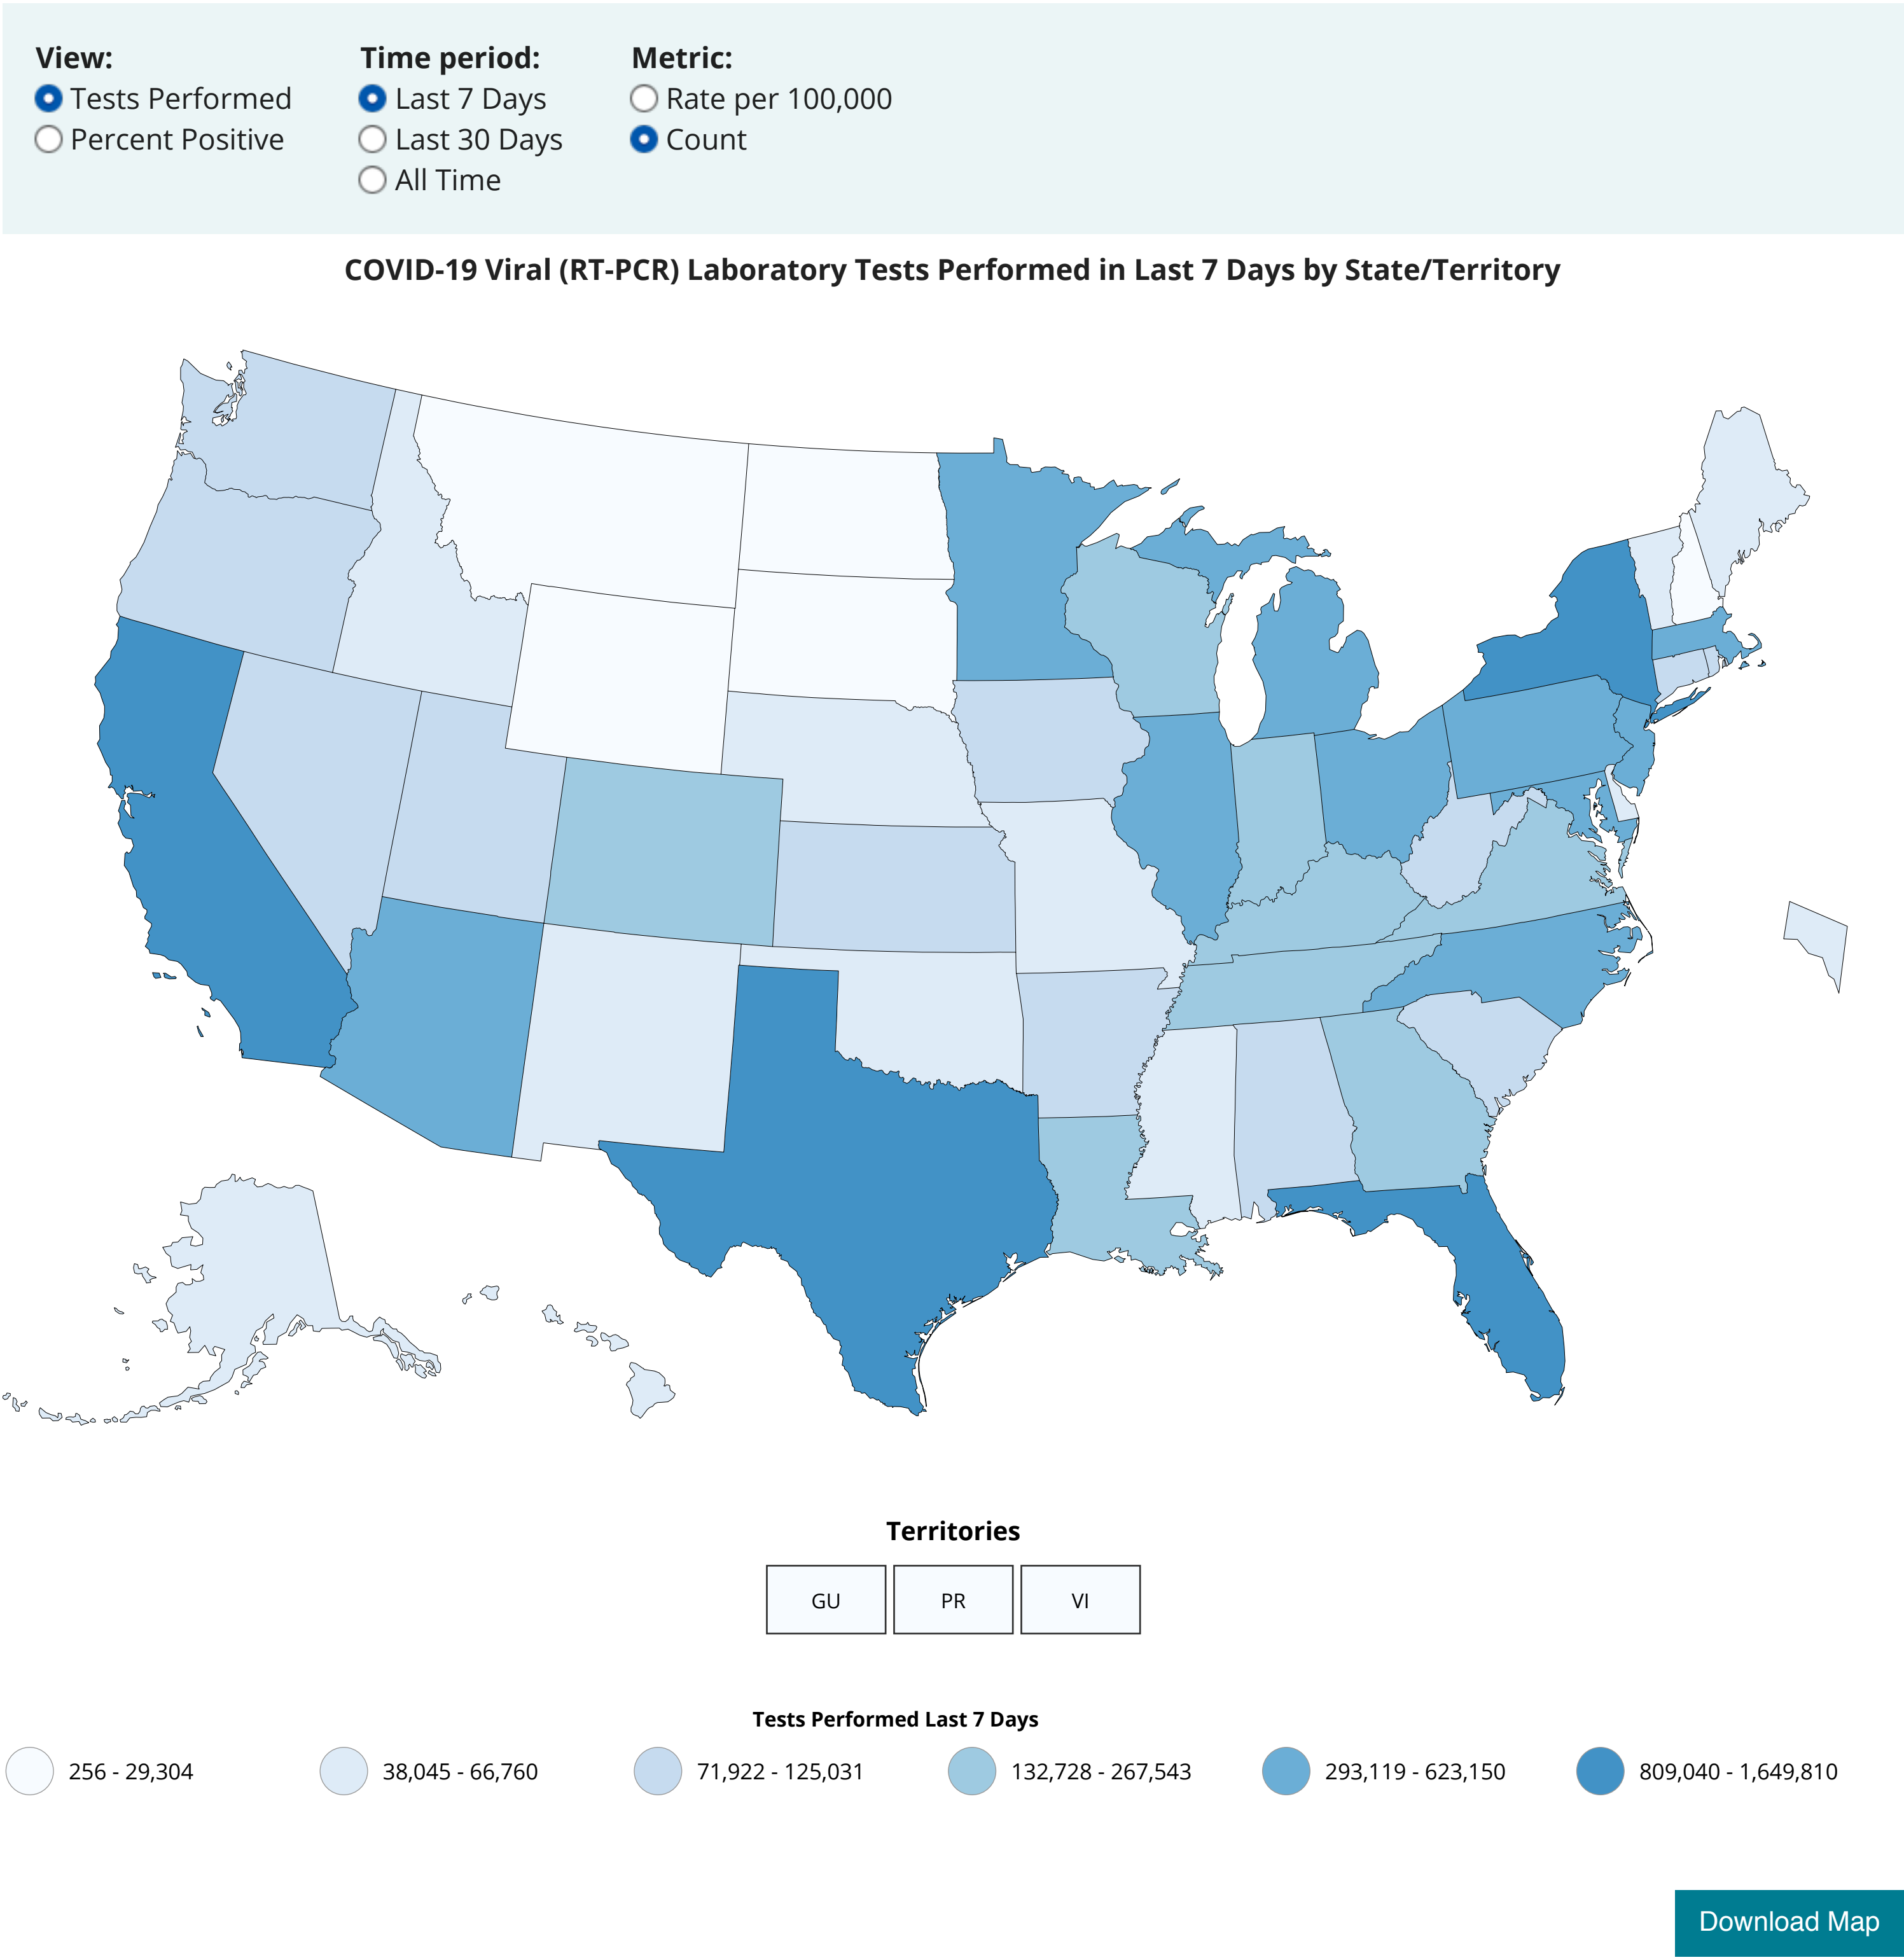 View:
Tests Performed
Percent Positive
Time period:
Last 7 Days
Last 30 Days
All Time
Metric:
Rate per 100,000
Count
COVID-19 Viral (RT-PCR) Laboratory Tests Performed in Last 7 Days by State/Territory
Territories
GU PR VI
Tests Performed Last 7 Days
256 - 29,304 38,045 - 66,760 71,922 - 125,031 132,728 - 267,543 293,119 - 623,150 809,040 - 1,649,810
Download Map